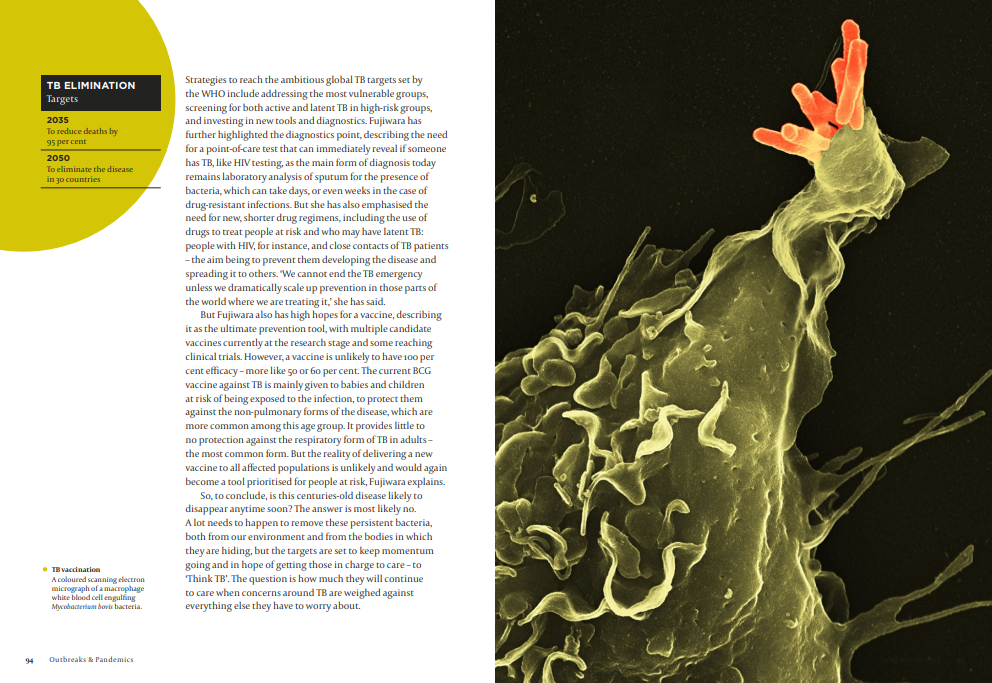 TB ELIMINATION
Targets
2035
To reduce deaths by
95 per cent
2050
To eliminate the disease
in 30 countries
Strategies to reach the ambitious global TB targets set by
the WHO include addressing the most vulnerable groups,
screening for both active and latent TB in high-risk groups,
and investing in new tools and diagnostics. Fujiwara has
further highlighted the diagnostics point, describing the need
for a point-of-care test that can immediately reveal if someone
has TB, like HIV testing, as the main form of diagnosis today
remains laboratory analysis of sputum for the presence of
bacteria, which can take days, or even weeks in the case of
drug-resistant infections. But she has also emphasised the
need for new, shorter drug regimens, including the use of
drugs to treat people at risk and who may have latent TB:
people with HIV, for instance, and close contacts of TB patients
– the aim being to prevent them developing the disease and
spreading it to others. ‘We cannot end the TB emergency
unless we dramatically scale up prevention in those parts of
the world where we are treating it,’ she has said.
But Fujiwara also has high hopes for a vaccine, describing
it as the ultimate prevention tool, with multiple candidate
vaccines currently at the research stage and some reaching
clinical trials. However, a vaccine is unlikely to have 100 per
cent efficacy – more like 50 or 60 per cent. The current BCG
vaccine against TB is mainly given to babies and children
at risk of being exposed to the infection, to protect them
against the non-pulmonary forms of the disease, which are
more common among this age group. It provides little to
no protection against the respiratory form of TB in adults –
the most common form. But the reality of delivering a new
vaccine to all affected populations is unlikely and would again
become a tool prioritised for people at risk, Fujiwara explains.
So, to conclude, is this centuries-old disease likely to
disappear anytime soon? The answer is most likely no.
A lot needs to happen to remove these persistent bacteria,
both from our environment and from the bodies in which
they are hiding, but the targets are set to keep momentum
going and in hope of getting those in charge to care – to
‘Think TB’. The question is how much they will continue
to care when concerns around TB are weighed against
everything else they have to worry about.
TB vaccination
A coloured scanning electron
micrograph of a macrophage
white blood cell engulfing
Mycobacterium bovis bacteria.
94 Outbreaks & Pandemics